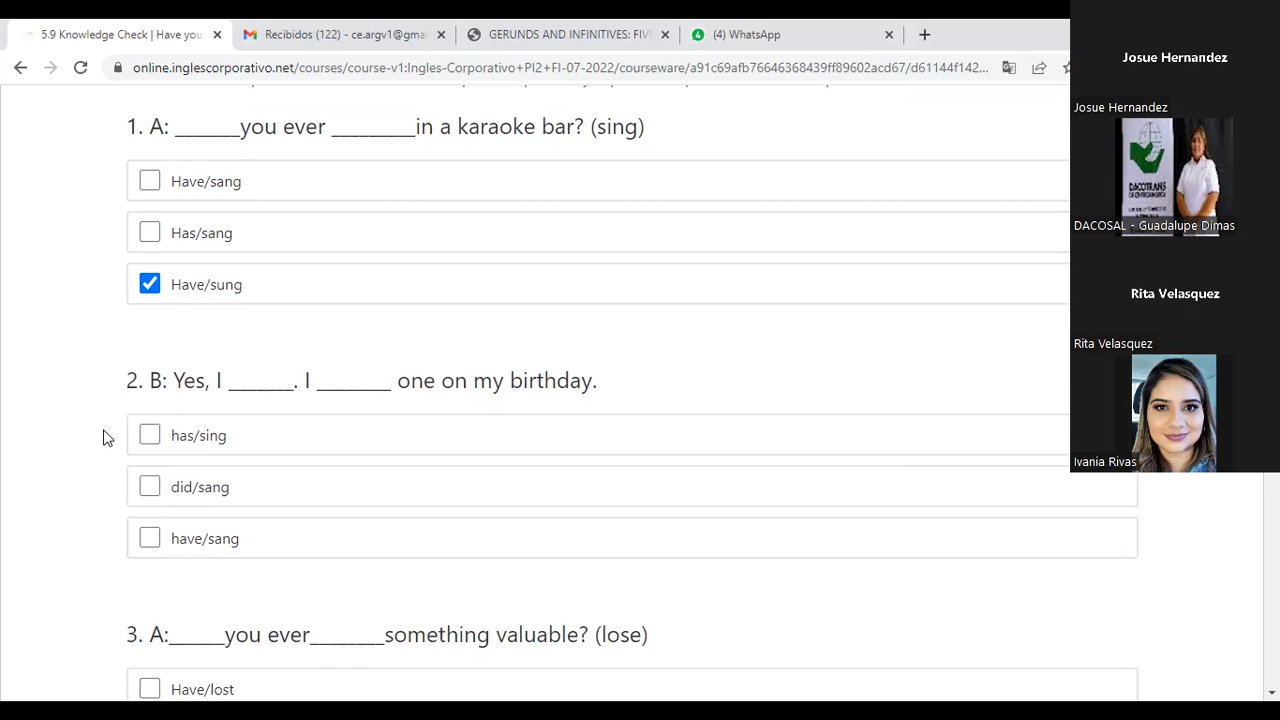 5.9 Knowledge Check | Have you
Recibidos (122) - ce.argv1@gma
GERUNDS AND INFINITIVES: FIV
4
(4) WhatsApp
online.inglescorporativo.net/courses/course-v1:Ingles-Corporativo+PI2+FI-07-2022/courseware/a91c69afb76646368439ff89602acd67/d61144f142...
1. A: _______you ever _________in a karaoke bar? (sing)
Have/sang
Has/sang
Have/sung
2. B: Yes, I _______. I ________ one on my birthday.
has/sing
did/sang
have/sang
3. A:______you ever________something valuable? (lose)
Have/lost
Josue Hernandez
Josue Hernandez
DACOTRANS
DACOSAL - Guadalupe Dimas
Rita Velasquez
Rita Velasquez
Ivania Rivas